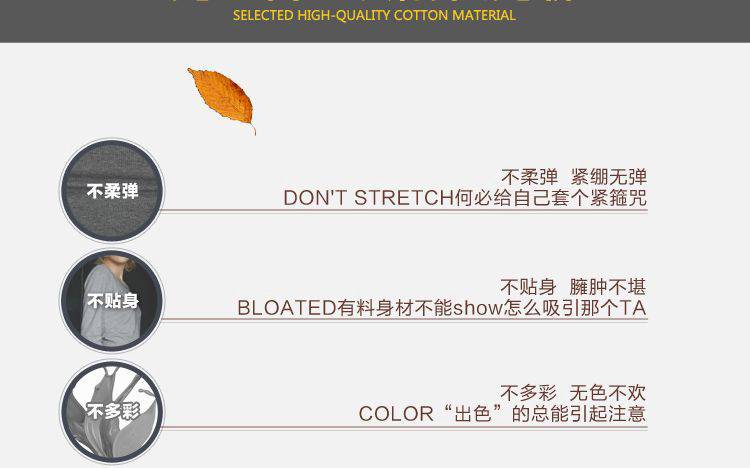 SELECTED HIGH-QUALITY COTTON MATERIAL
不柔弹
不柔弹 紧绷无弹
DON'T STRETCH何必给自己套个紧箍咒
不贴身
不贴身 臃肿不堪
BLOATED有料身材不能show怎么吸引那个TA
不多彩
不多彩 无色不欢
COLOR“出色”的总能引起注意